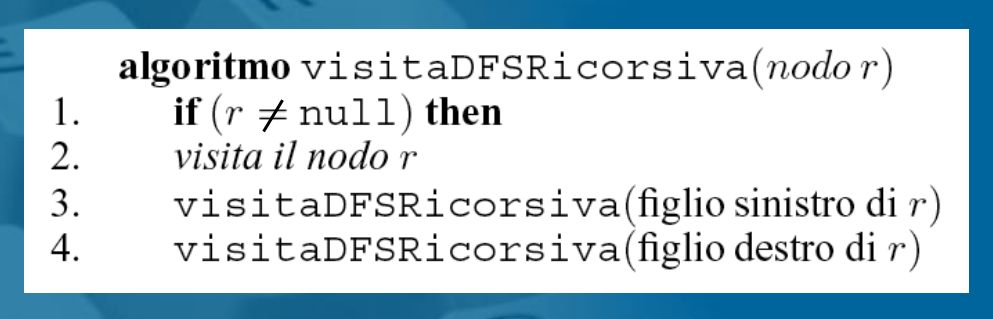 algoritmo visitaDFSRicorsiva(nodo r)
1. if (r ≠ null) then
2. visita il nodo r
3. visitaDFSRicorsiva(figlio sinistro di r)
4. visitaDFSRicorsiva(figlio destro di r)